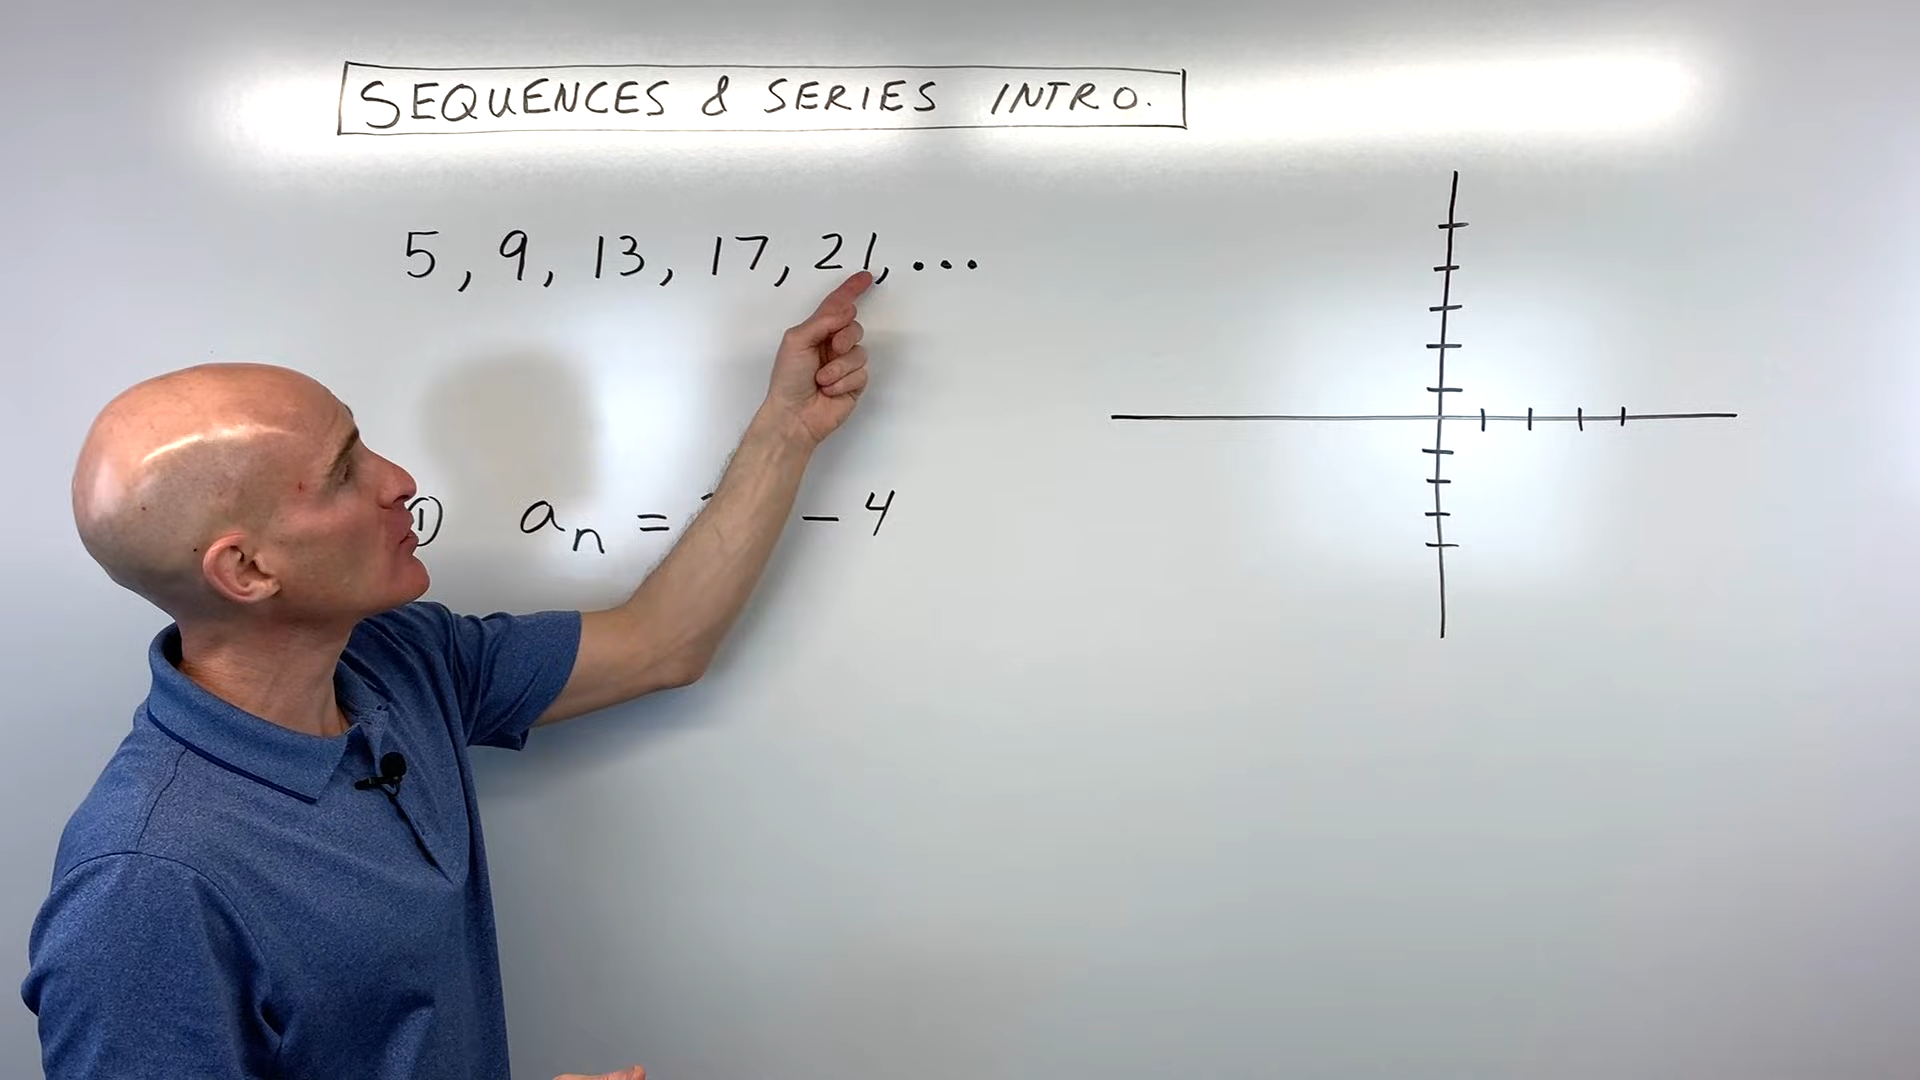 SEQUENCES & SERIES INTRO.
5, 9, 13, 17, 21, ...
① aₙ = – 4